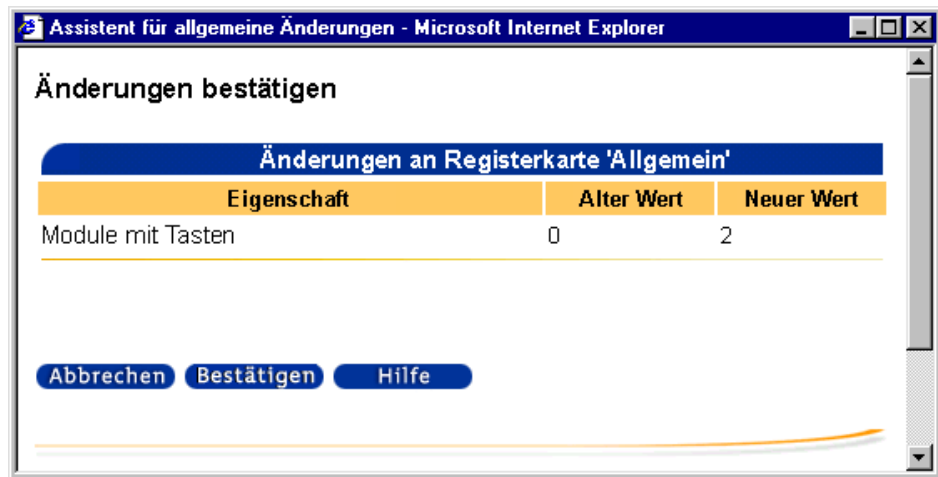 Assistent für allgemeine Änderungen - Microsoft Internet Explorer
Änderungen bestätigen
Änderungen an Registerkarte 'Allgemein'
Eigenschaft Alter Wert Neuer Wert
Module mit Tasten 0 2
Abbrechen Bestätigen Hilfe